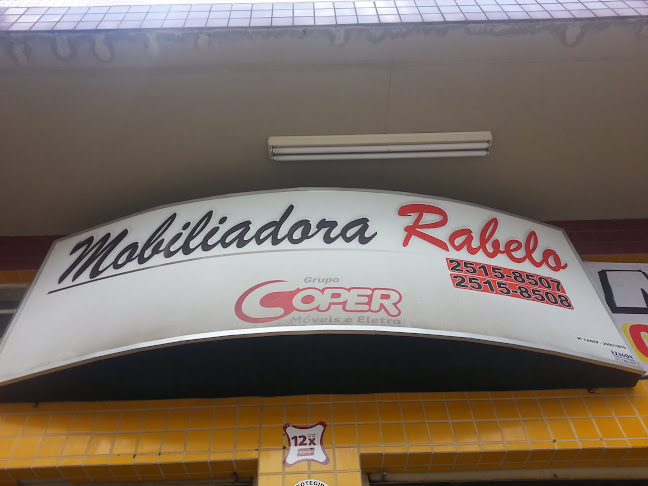 Mobiliadora Rabelo
2515-8507
2515-8508
Grupo
COPER
Móveis e Eletro
12x